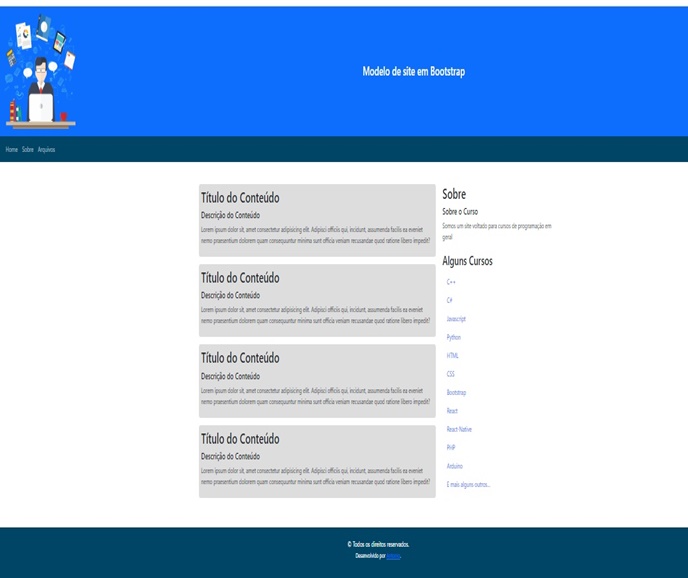 Modelo de site em Bootstrap
Home Sobre Arquivos
Título do Conteúdo
Descrição do Conteúdo
Lorem ipsum dolor sit, amet consectetur adipisicing elit. Adipisci officiis qui, incidunt, assumenda facilis ea eveniet
nemo praesentium dolorem quam consequuntur minima sunt officia veniam recusandae quod ratione libero impedit?
Título do Conteúdo
Descrição do Conteúdo
Lorem ipsum dolor sit, amet consectetur adipisicing elit. Adipisci officiis qui, incidunt, assumenda facilis ea eveniet
nemo praesentium dolorem quam consequuntur minima sunt officia veniam recusandae quod ratione libero impedit?
Título do Conteúdo
Descrição do Conteúdo
Lorem ipsum dolor sit, amet consectetur adipisicing elit. Adipisci officiis qui, incidunt, assumenda facilis ea eveniet
nemo praesentium dolorem quam consequuntur minima sunt officia veniam recusandae quod ratione libero impedit?
Título do Conteúdo
Descrição do Conteúdo
Lorem ipsum dolor sit, amet consectetur adipisicing elit. Adipisci officiis qui, incidunt, assumenda facilis ea eveniet
nemo praesentium dolorem quam consequuntur minima sunt officia veniam recusandae quod ratione libero impedit?
Sobre
Sobre o Curso
Somos um site voltado para cursos de programação em
geral
Alguns Cursos
C++
C#
Javascript
Python
HTML
CSS
Bootstrap
React
React Native
PHP
Arduino
E mais alguns outros...
© Todos os direitos reservados.
Desenvolvido por